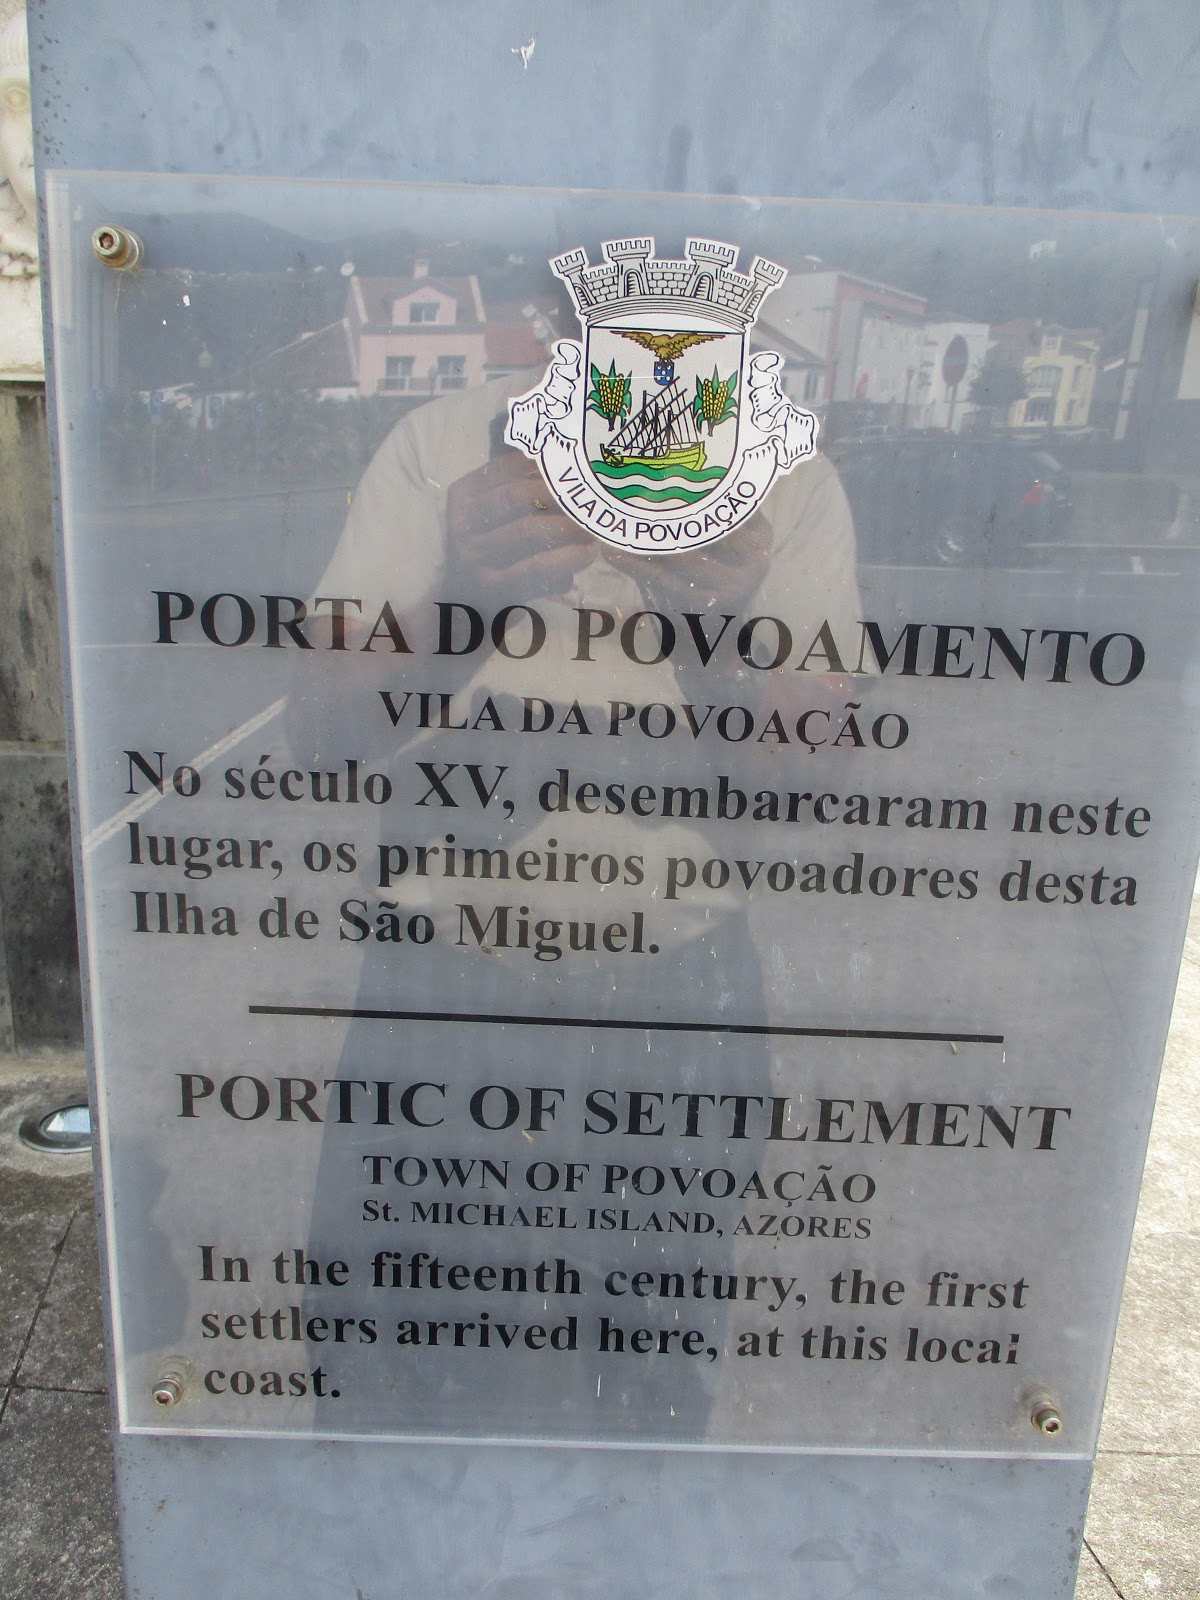 VILA DA POVOAÇÃO
PORTA DO POVOAMENTO
VILA DA POVOAÇÃO
No século XV, desembarcaram neste
lugar, os primeiros povoadores desta
Ilha de São Miguel.
PORTIC OF SETTLEMENT
TOWN OF POVOAÇÃO
St. MICHAEL ISLAND, AZORES
In the fifteenth century, the first
settlers arrived here, at this local
coast.